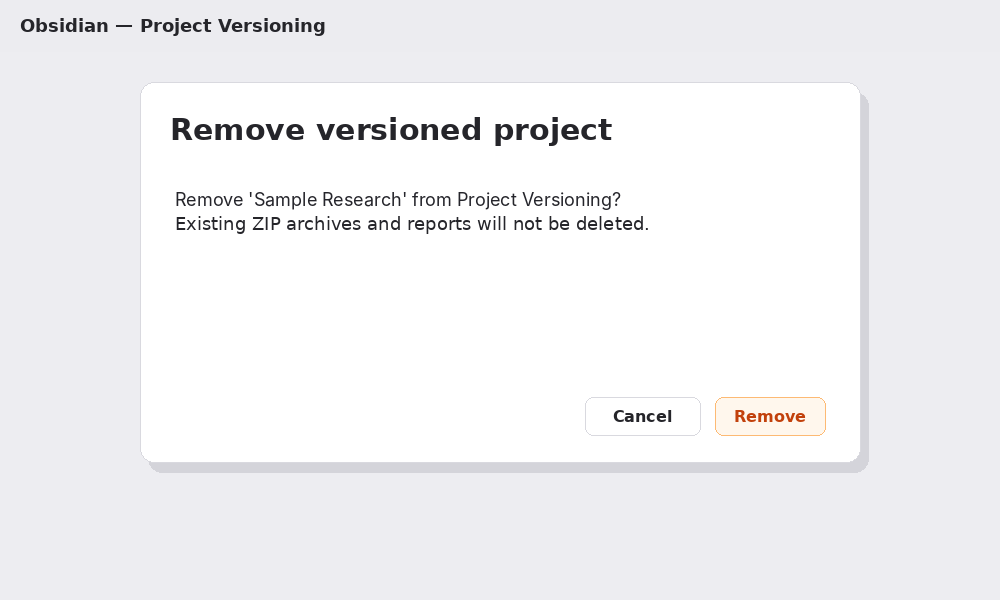 Obsidian — Project Versioning
Remove versioned project
Remove 'Sample Research' from Project Versioning?
Existing ZIP archives and reports will not be deleted.
Cancel
Remove